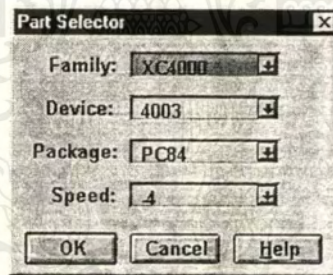 Part Selector
Family: XC4000
Device: 4003
Package: PC84
Speed: -4
OK Cancel Help